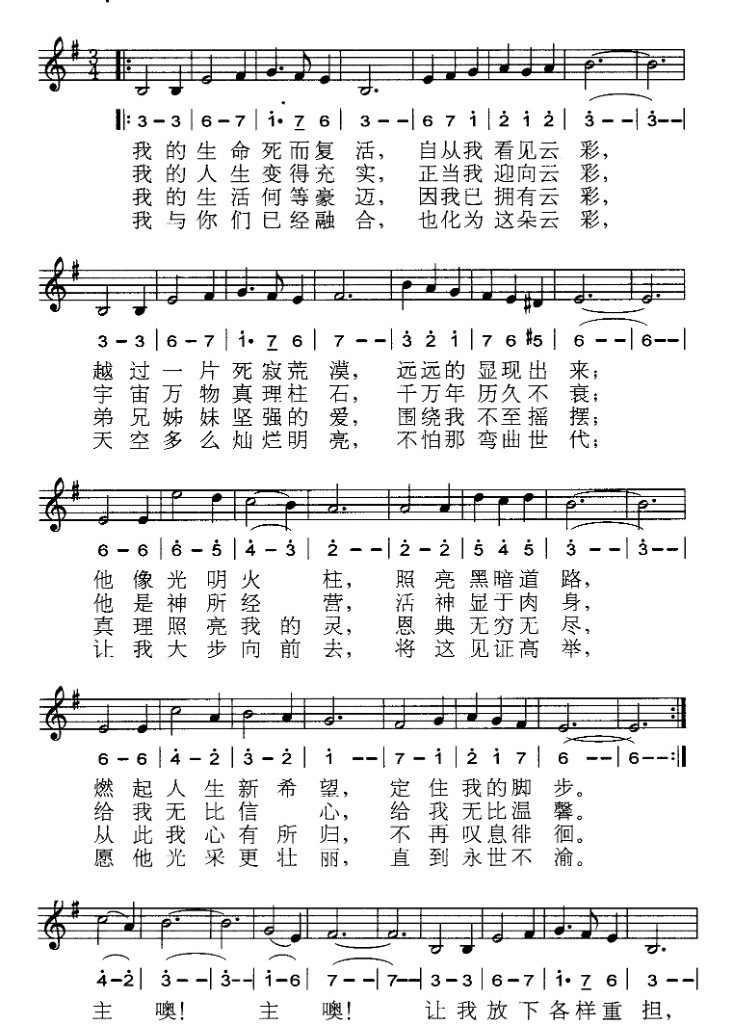 3 4
‖: 3 – 3 | 6 – 7 | i· 7 6 | 3 – – | 6 7 1 | 2 1 2 | 3 – – | 3 – – |
我的生命死而复活，自从我看见云彩，
我的人生变得充实，正当我迎向云彩，
我的生活何等豪迈，因我已拥有云彩，
我与你们已经融合，也化为这朵云彩，
3 – 3 | 6 – 7 | i· 7 6 | 7 – – | 3 2 1 | 7 6 #5 | 6 – – | 6 – – |
越过一片死寂荒漠，远远的显现出来；
宇宙万物真理柱石，千万年历久不衰；
弟兄姊妹坚强的爱，围绕我不至摇摆；
天空多么灿烂明亮，不怕那弯曲世代；
6 – 6 | 6 – 5 | 4 – 3 | 2 – – | 2 – 2 | 5 4 5 | 3 – – | 3 – – |
他像光明火柱，照亮黑暗道路，
他是神所经营，活神显于肉身，
真理照亮我的灵，恩典无穷无尽，
让我大步向前去，将这见证高举，
6 – 6 | 4 – 2 | 3 – 2 | 1 – – | 7 – 1 | 2 1 7 | 6 – – | 6 – – :‖
燃起人生新希望，定住我的脚步。
给我无比信心，给我无比温馨。
从此我心有所归，不再叹息徘徊。
愿他光采更壮丽，直到永世不渝。
4 – 2 | 3 – – | 3 – – | 1 – 6 | 7 – – | 7 – – | 3 – 3 | 6 – 7 | 1· 7 6 | 3 – – |
主噢！主噢！让我放下各样重担，